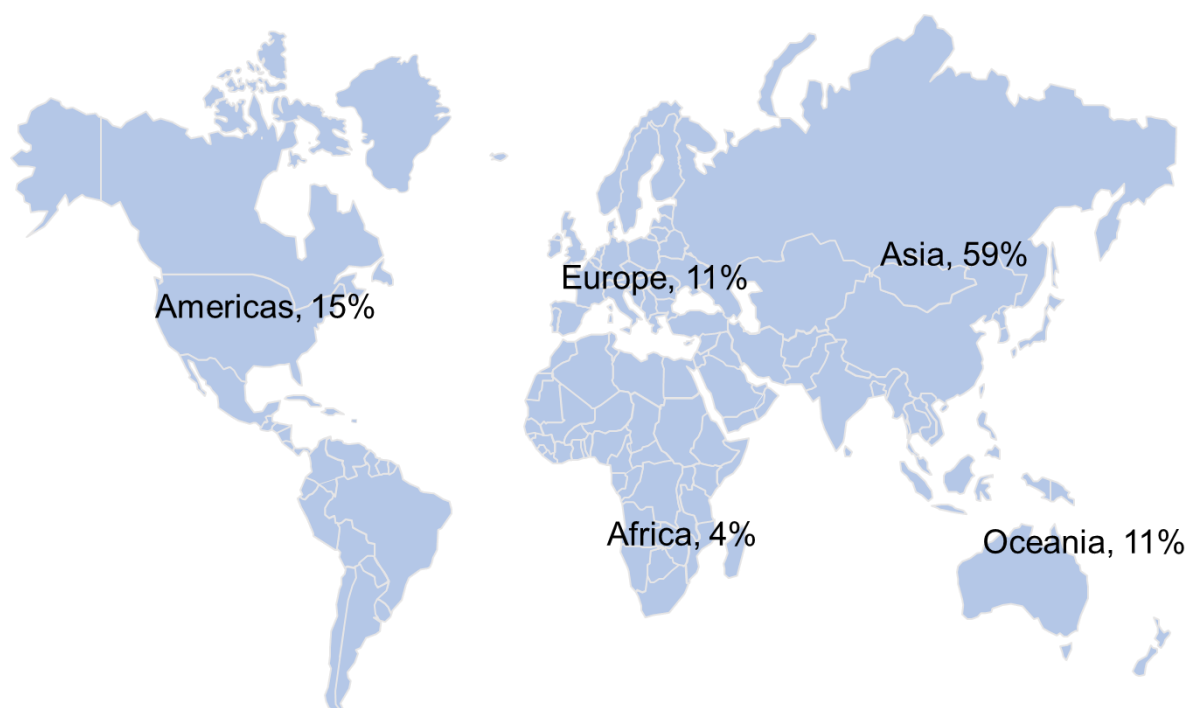 Asia, 59%
Europe, 11%
Americas, 15%
Africa, 4%
Oceania, 11%